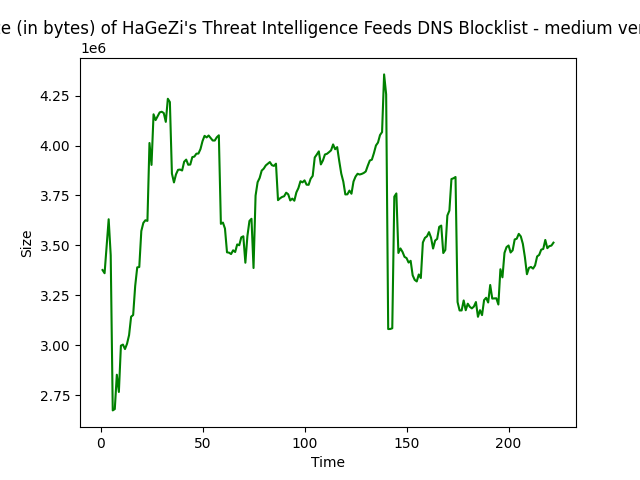 (in bytes) of HaGeZi's Threat Intelligence Feeds DNS Blocklist - medium
1e6
4.25
4.00
3.75
3.50
3.25
3.00
2.75
Size
0 50 100 150 200
Time